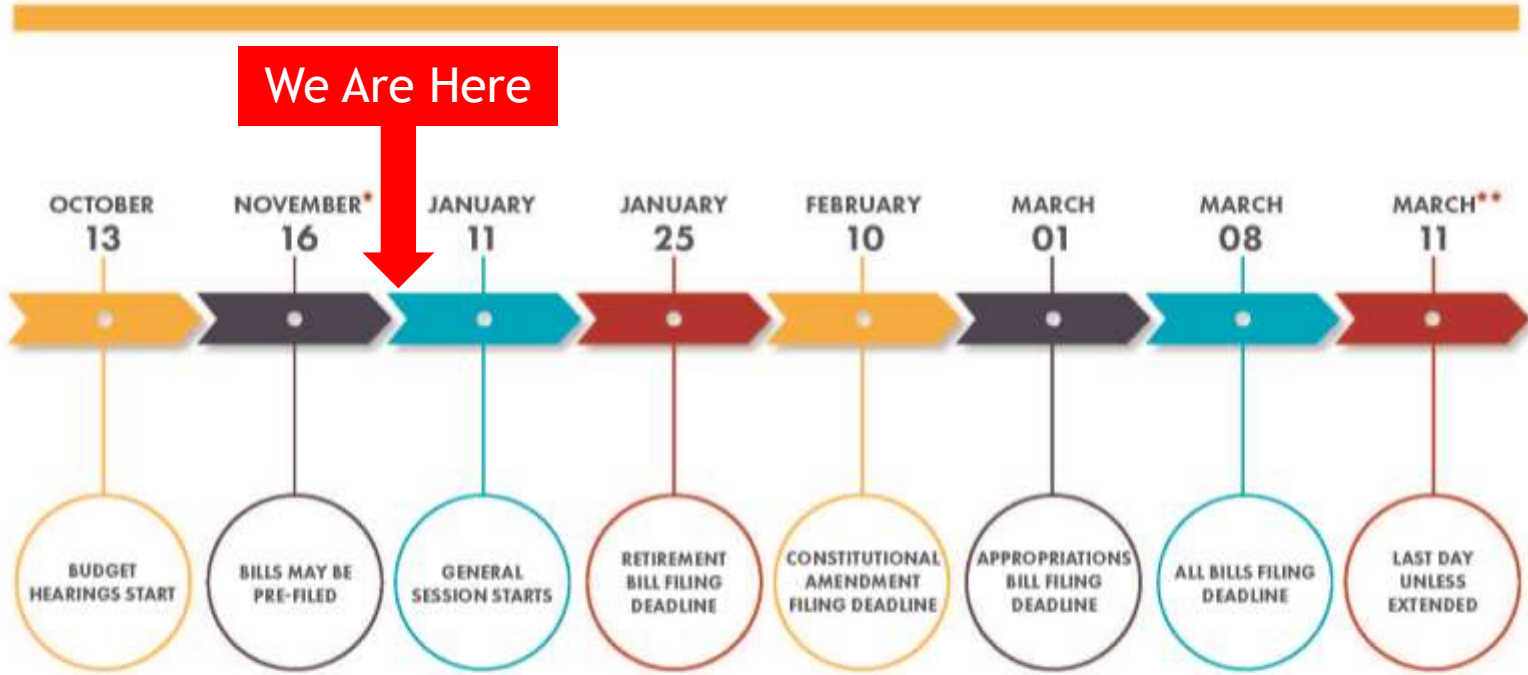 We Are Here
OCTOBER
13
NOVEMBER*
16
JANUARY
11
JANUARY
25
FEBRUARY
10
MARCH
01
MARCH
08
MARCH**
11
BUDGET
HEARINGS START
BILLS MAY BE
PRE-FILED
GENERAL
SESSION STARTS
RETIREMENT
BILL FILING
DEADLINE
CONSTITUTIONAL
AMENDMENT
FILING DEADLINE
APPROPRIATIONS
BILL FILING
DEADLINE
ALL BILLS FILING
DEADLINE
LAST DAY
UNLESS
EXTENDED